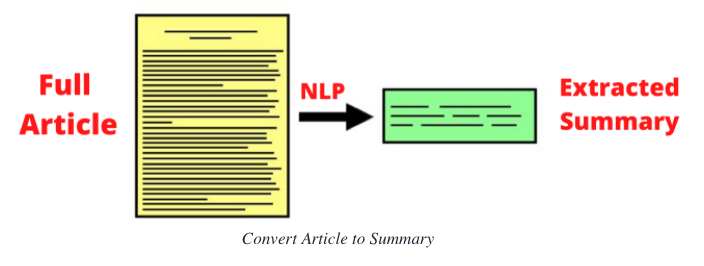 Full
Article
NLP
Extracted
Summary
Convert Article to Summary